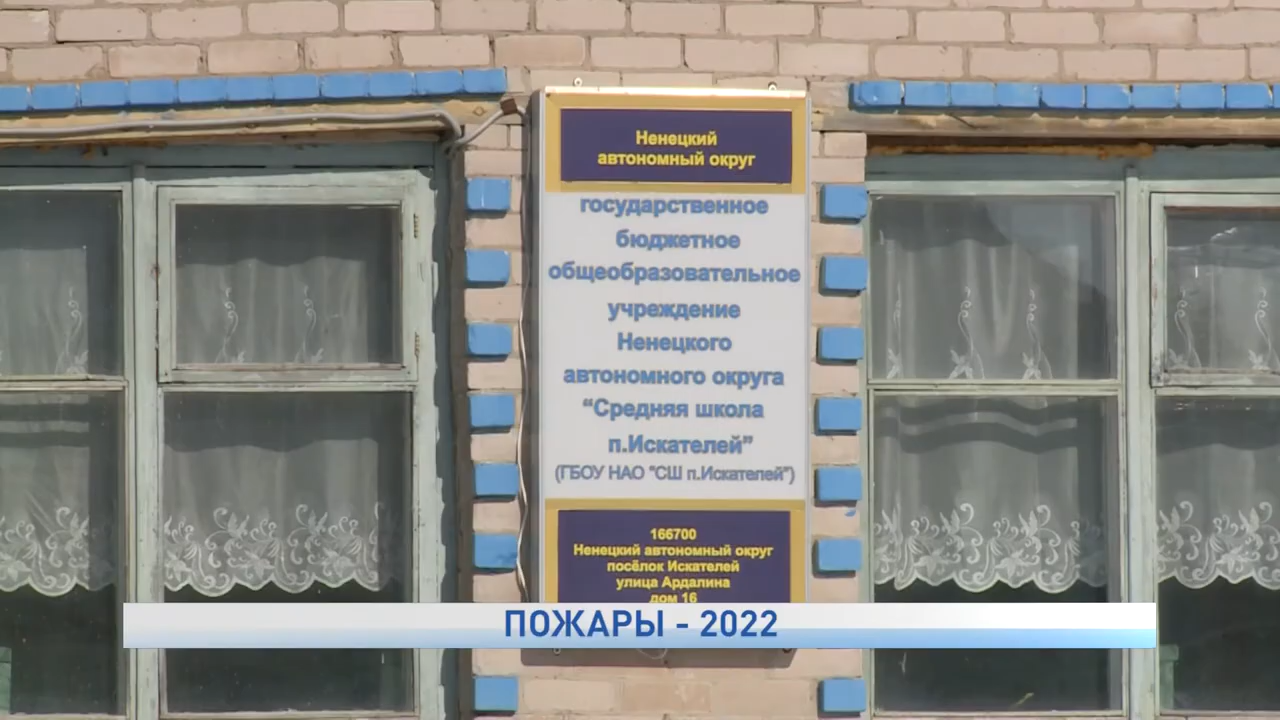 Ненецкий
автономный округ
государственное
бюджетное
общеобразовательное
учреждение
Ненецкого
автономного округа
“Средняя школа
п.Искателей”
(ГБОУ НАО "СШ п.Искателей")
166700
Ненецкий автономный округ
посёлок Искателей
улица Ардалина
дом 16
ПОЖАРЫ - 2022